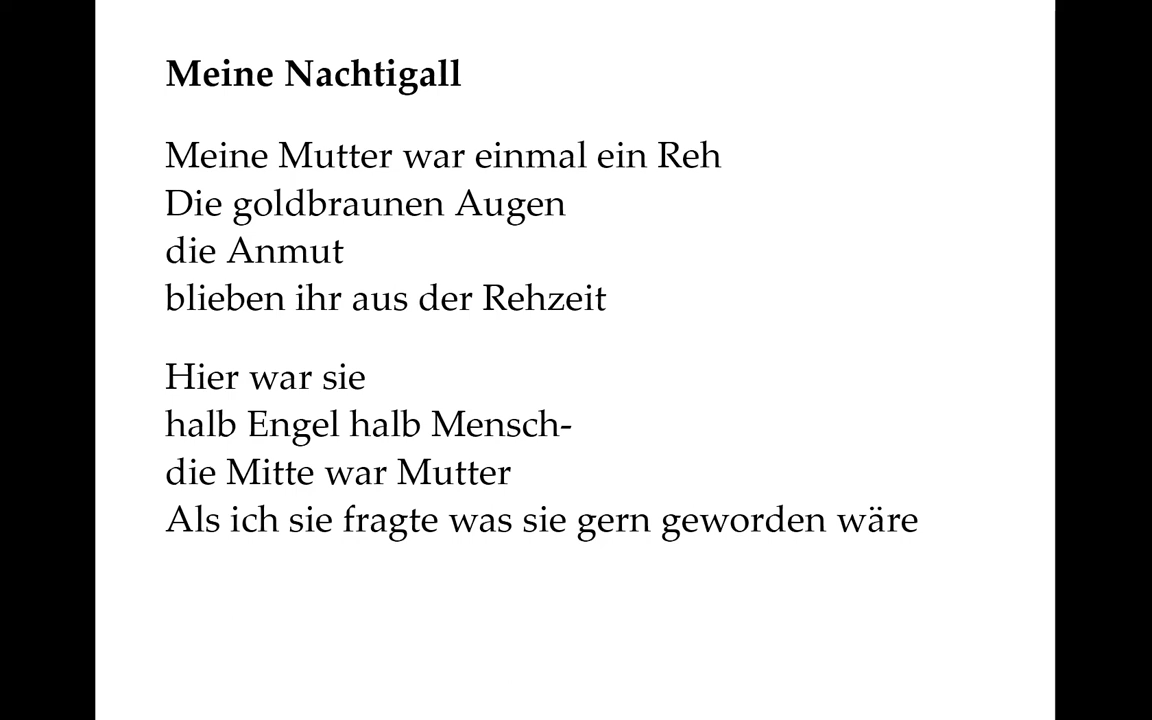 Meine Nachtigall
Meine Mutter war einmal ein Reh
Die goldbraunen Augen
die Anmut
blieben ihr aus der Rehzeit
Hier war sie
halb Engel halb Mensch-
die Mitte war Mutter
Als ich sie fragte was sie gern geworden wäre